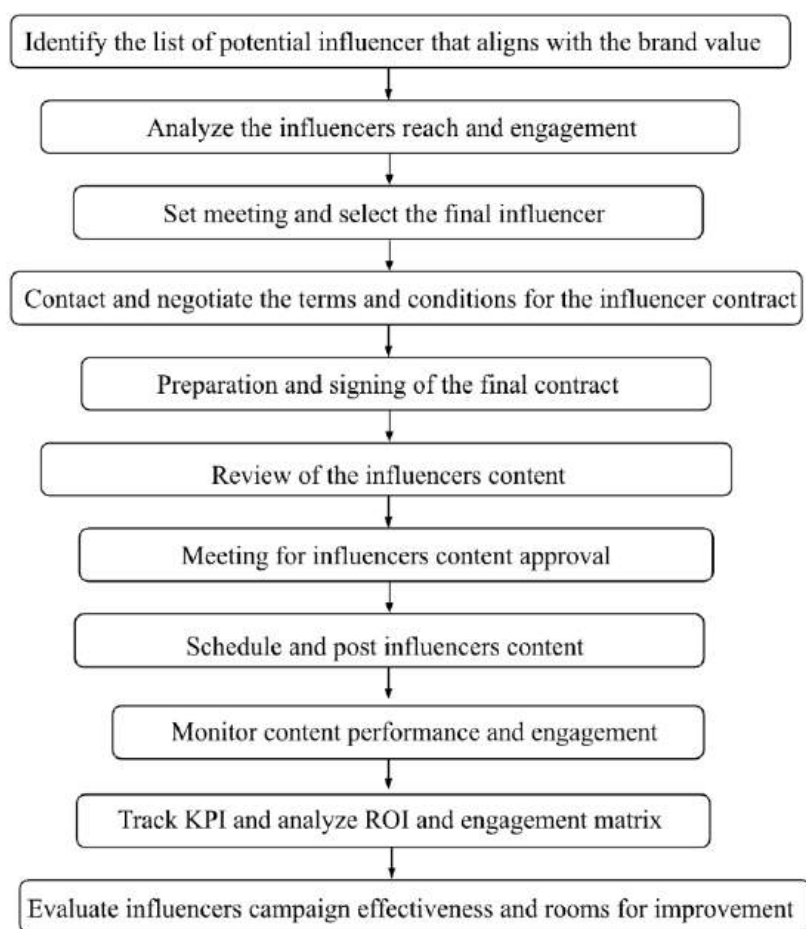 Identify the list of potential influencer that aligns with the brand value
Analyze the influencers reach and engagement
Set meeting and select the final influencer
Contact and negotiate the terms and conditions for the influencer contract
Preparation and signing of the final contract
Review of the influencers content
Meeting for influencers content approval
Schedule and post influencers content
Monitor content performance and engagement
Track KPI and analyze ROI and engagement matrix
Evaluate influencers campaign effectiveness and rooms for improvement